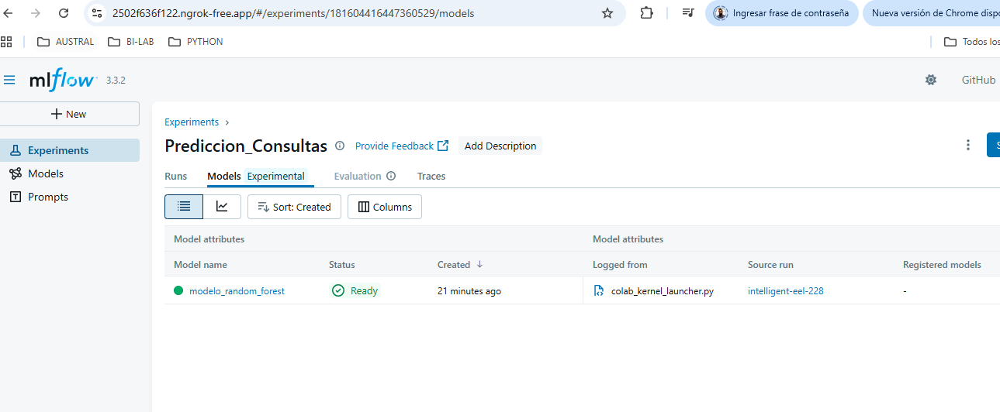 2502f636f122.ngrok-free.app/#/experiments/181604416447360529/models
Ingresar frase de contraseña
Nueva versión de Chrome dispo
AUSTRAL BI-LAB PYTHON Todos los
mlflow 3.3.2 GitHub
New
Experiments
Models
Prompts
Experiments
Prediccion_Consultas Provide Feedback Add Description
Runs Models Experimental Evaluation Traces
Sort: Created Columns
Model attributes Model attributes
Model name Status Created Logged from Source run Registered models
modelo_random_forest Ready 21 minutes ago colab_kernel_launcher.py intelligent-eel-228 -